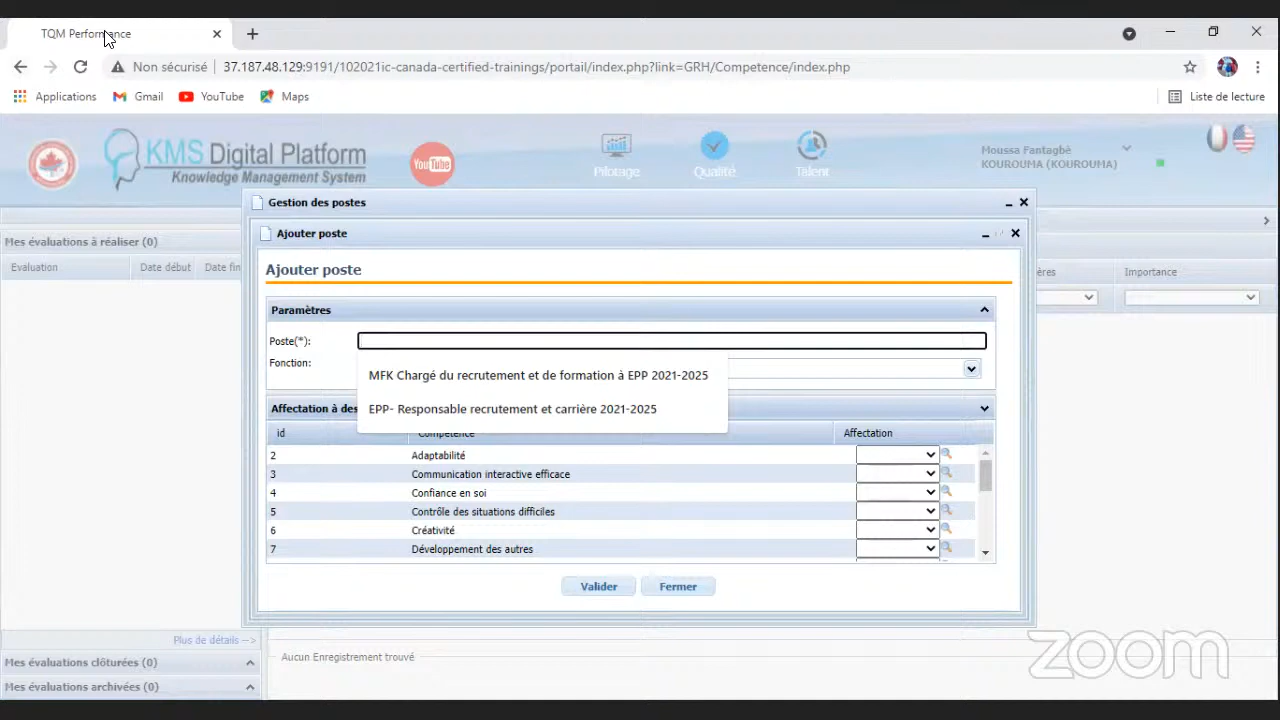 TQM Performance
Non sécurisé
37.187.48.129:9191/102021ic-canada-certified-trainings/portail/index.php?link=GRH/Competence/index.php
Applications
Gmail
YouTube
Maps
Liste de lecture
KMS Digital Platform
Knowledge Management System
YouTube
Pilotage
Qualité
Talent
Moussa Fantagbé
KOUROUMA (KOUROUMA)
Gestion des postes
Mes évaluations à réaliser (0)
Ajouter poste
Evaluation
Date début
Date fin
Importance
Ajouter poste
Paramètres
Poste(*):
Fonction:
MFK Chargé du recrutement et de formation à EPP 2021-2025
EPP- Responsable recrutement et carrière 2021-2025
Affectation à
id
Compétence
Affectation
2
Adaptabilité
3
Communication interactive efficace
4
Confiance en soi
5
Contrôle des situations difficiles
6
Créativité
7
Développement des autres
Valider
Fermer
Plus de détails -->
Aucun Enregistrement trouvé
Mes évaluations clôturées (0)
Mes évaluations archivées (0)
zoom